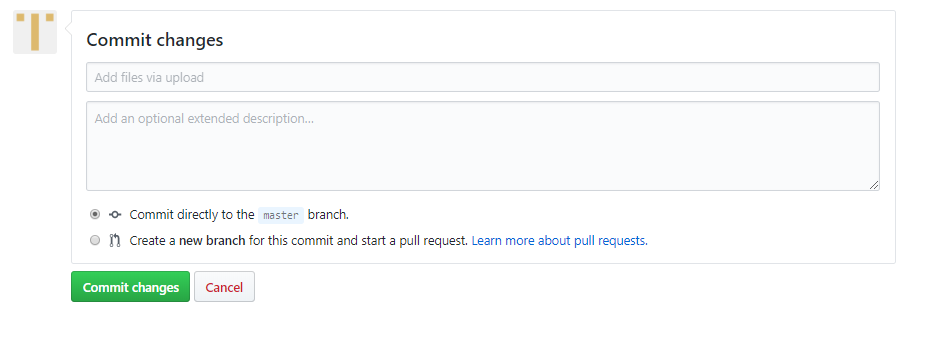 Commit changes
Add files via upload
Add an optional extended description...
Commit directly to the master branch.
Create a new branch for this commit and start a pull request. Learn more about pull requests.
Commit changes
Cancel